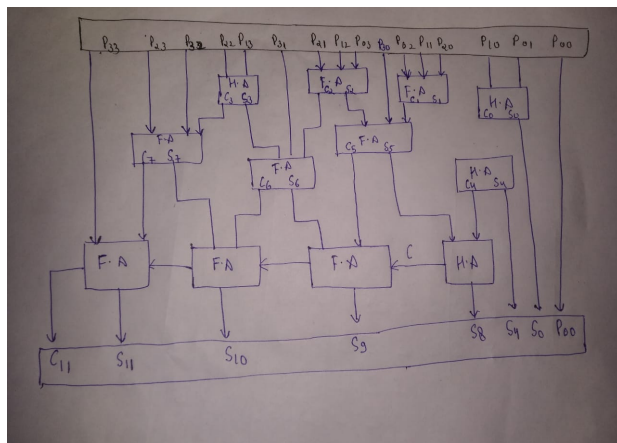 P33 P23 P32 P22 P13 P31 P21 P12 P03 P30 P02 P11 P20 P10 P01 P00
H·A F·A F·A H·A
C3 S3 C2 S2 C1 S1 C0 S0
F·A F·A
C7 S7 C5 S5
F·A H·A
C6 S6 C4 S4
C
F·A F·A F·A H·A
C11 S11 S10 S9 S8 S4 S0 P00